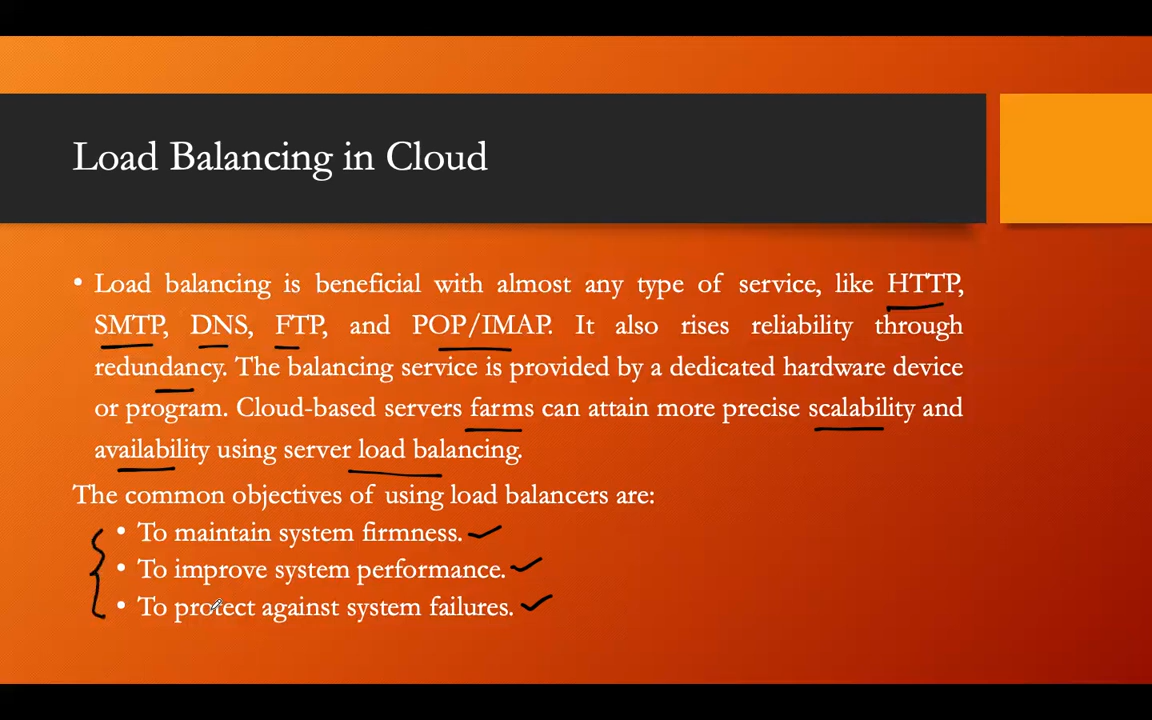 Load Balancing in Cloud
• Load balancing is beneficial with almost any type of service, like HTTP,
SMTP, DNS, FTP, and POP/IMAP. It also rises reliability through
redundancy. The balancing service is provided by a dedicated hardware device
or program. Cloud-based servers farms can attain more precise scalability and
availability using server load balancing.
The common objectives of using load balancers are:
• To maintain system firmness.
• To improve system performance.
• To protect against system failures.